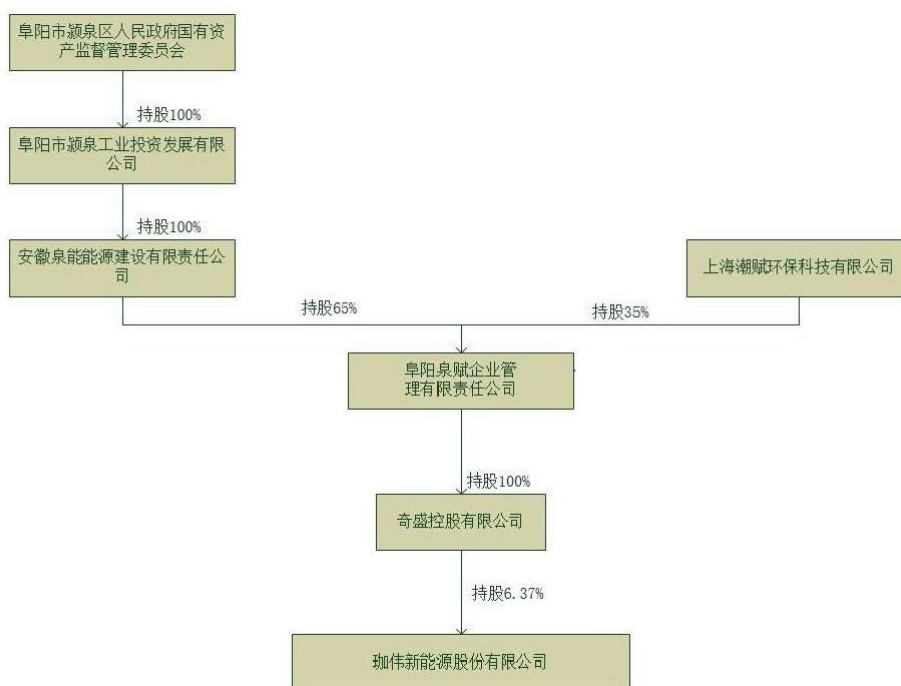 阜阳市颍泉区人民政府国有资
产监督管理委员会
持股100%
阜阳市颍泉工业投资发展有限
公司
持股100%
安徽泉能能源建设有限责任公
司
上海潮赋环保科技有限公司
持股65%
持股35%
阜阳泉赋企业管
理有限责任公司
持股100%
奇盛控股有限公司
持股6.37%
珈伟新能源股份有限公司